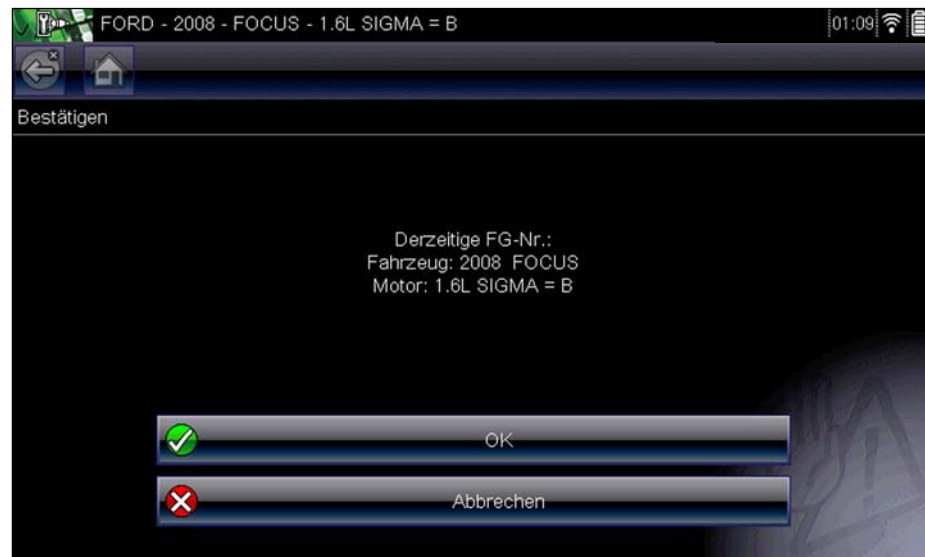 FORD - 2008 - FOCUS - 1.6L SIGMA = B 01:09
Bestätigen
Derzeitige FG-Nr.:
Fahrzeug: 2008 FOCUS
Motor: 1.6L SIGMA = B
OK
Abbrechen